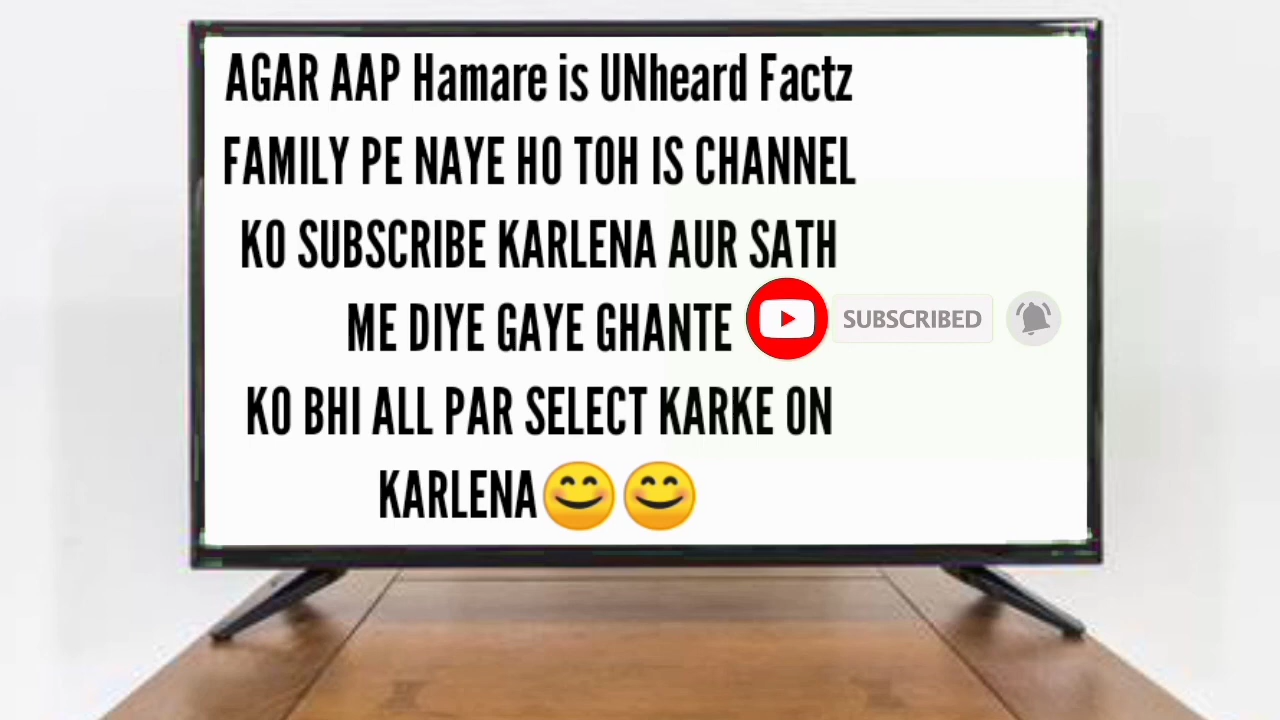 AGAR AAP Hamare is UNheard Factz
FAMILY PE NAYE HO TOH IS CHANNEL
KO SUBSCRIBE KARLENA AUR SATH
ME DIYE GAYE GHANTE
SUBSCRIBED
KO BHI ALL PAR SELECT KARKE ON
KARLENA😊😊